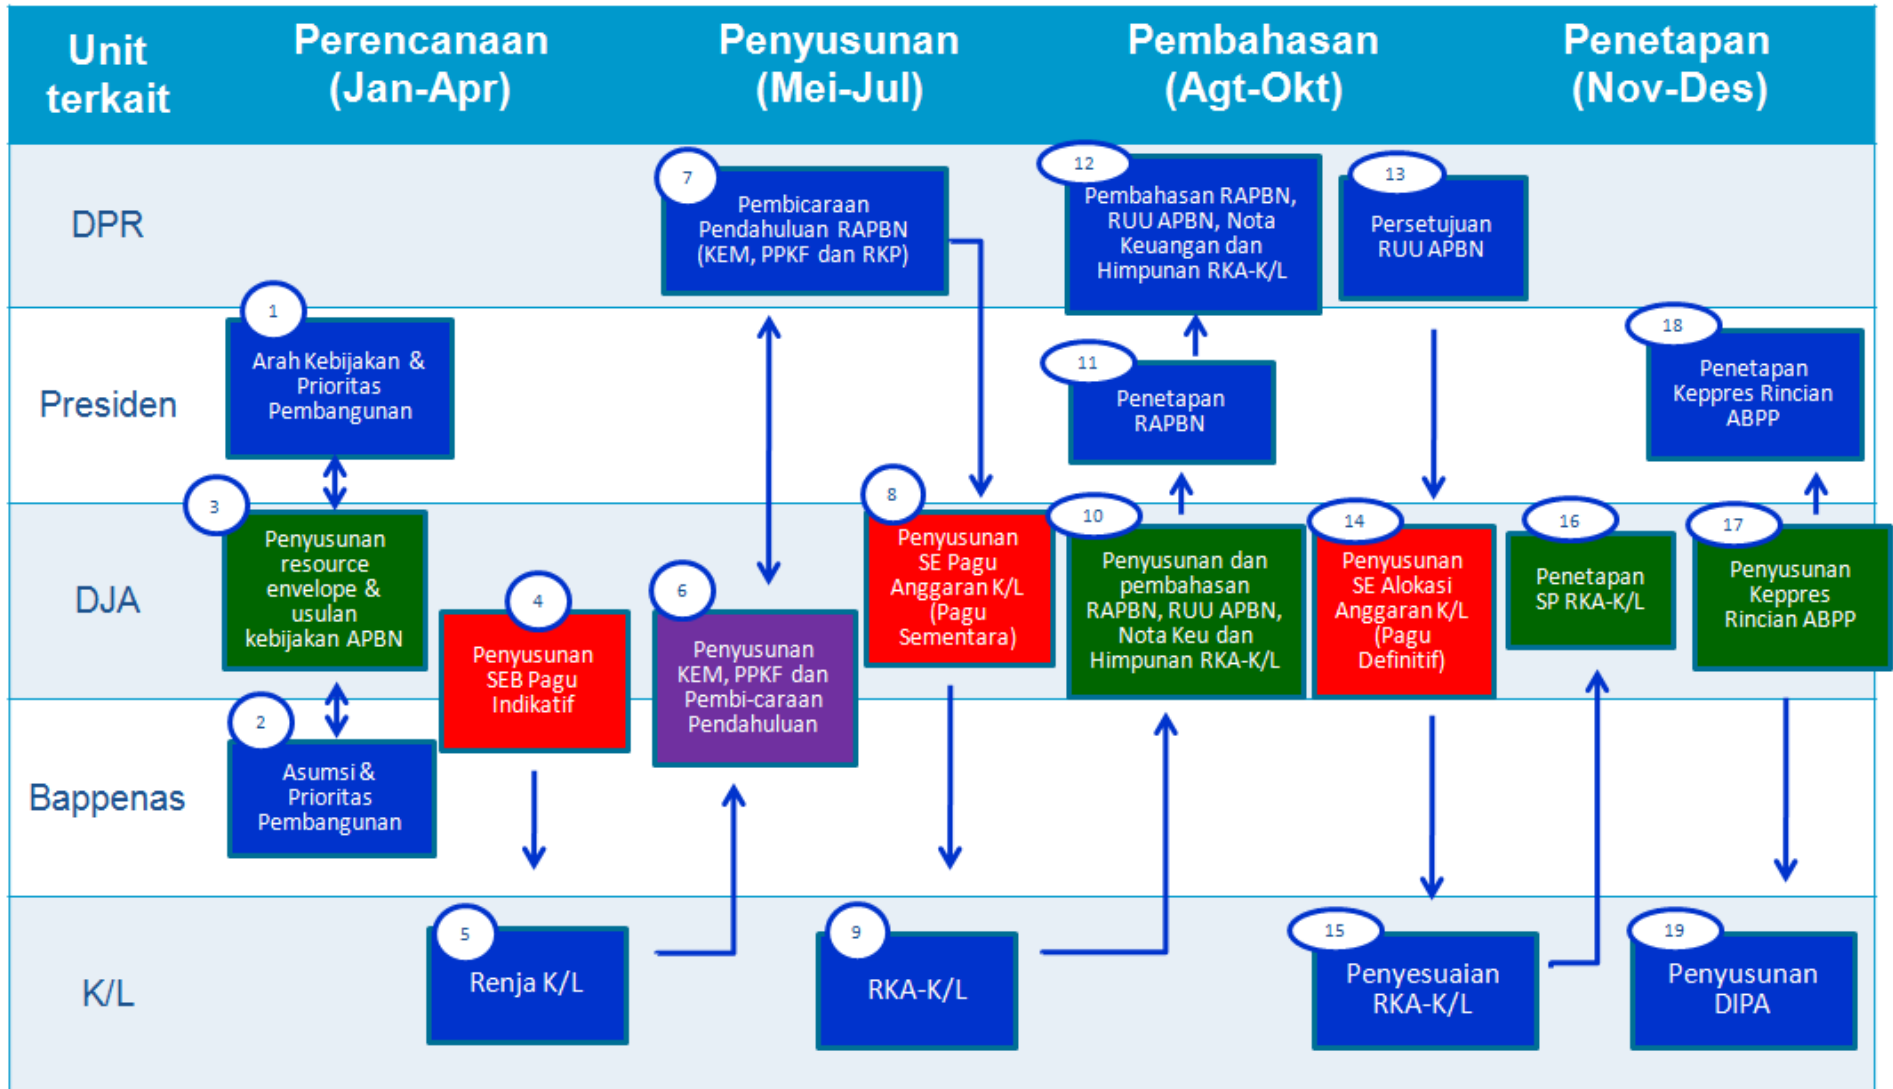 Unit
terkait
Perencanaan
(Jan-Apr)
Penyusunan
(Mei-Jul)
Pembahasan
(Agt-Okt)
Penetapan
(Nov-Des)
DPR
7
Pembicaraan
Pendahuluan RAPBN
(KEM, PPKF dan RKP)
12
Pembahasan RAPBN,
RUU APBN, Nota
Keuangan dan
Himpunan RKA-K/L
13
Persetujuan
RUU APBN
Presiden
1
Arah Kebijakan &
Prioritas
Pembangunan
11
Penetapan
RAPBN
18
Penetapan
Keppres Rincian
ABPP
DJA
3
Penyusunan
resource
envelope &
usulan
kebijakan APBN
4
Penyusunan
SEB Pagu
Indikatif
6
Penyusunan
KEM, PPKF dan
Pembi-caraan
Pendahuluan
8
Penyusunan
SE Pagu
Anggaran K/L
(Pagu
Sementara)
10
Penyusunan dan
pembahasan
RAPBN, RUU APBN,
Nota Keu dan
Himpunan RKA-K/L
14
Penyusunan
SE Alokasi
Anggaran K/L
(Pagu
Definitif)
16
Penetapan
SP RKA-K/L
17
Penyusunan
Keppres
Rincian ABPP
Bappenas
2
Asumsi &
Prioritas
Pembangunan
K/L
5
Renja K/L
9
RKA-K/L
15
Penyesuaian
RKA-K/L
19
Penyusunan
DIPA